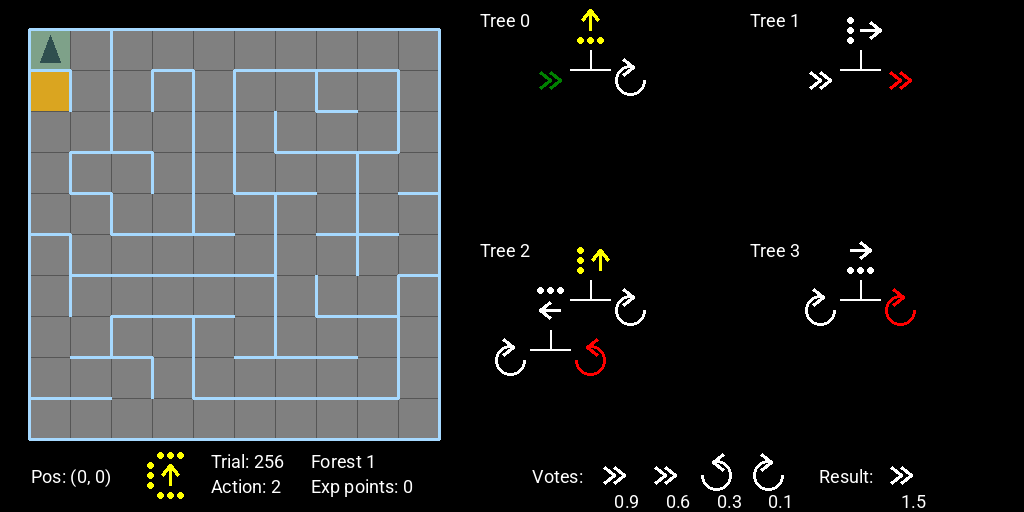 Tree 0
Tree 1
Tree 2
Tree 3
Pos: (0, 0)
Trial: 256
Forest 1
Action: 2
Exp points: 0
Votes:
Result:
0.9
0.6
0.3
0.1
1.5